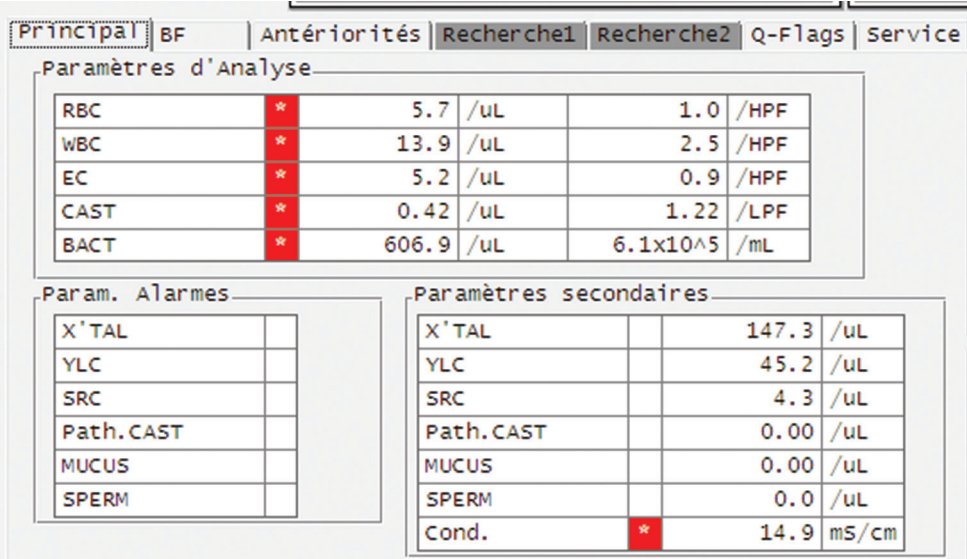 Principal BF Antériorités Recherche1 Recherche2 Q-Flags Service
Paramètres d'Analyse
RBC * 5.7 /uL 1.0 /HPF
WBC * 13.9 /uL 2.5 /HPF
EC * 5.2 /uL 0.9 /HPF
CAST * 0.42 /uL 1.22 /LPF
BACT * 606.9 /uL 6.1x10^5 /mL
Param. Alarmes
X'TAL
YLC
SRC
Path.CAST
MUCUS
SPERM
Paramètres secondaires
X'TAL 147.3 /uL
YLC 45.2 /uL
SRC 4.3 /uL
Path.CAST 0.00 /uL
MUCUS 0.00 /uL
SPERM 0.0 /uL
Cond. * 14.9 mS/cm